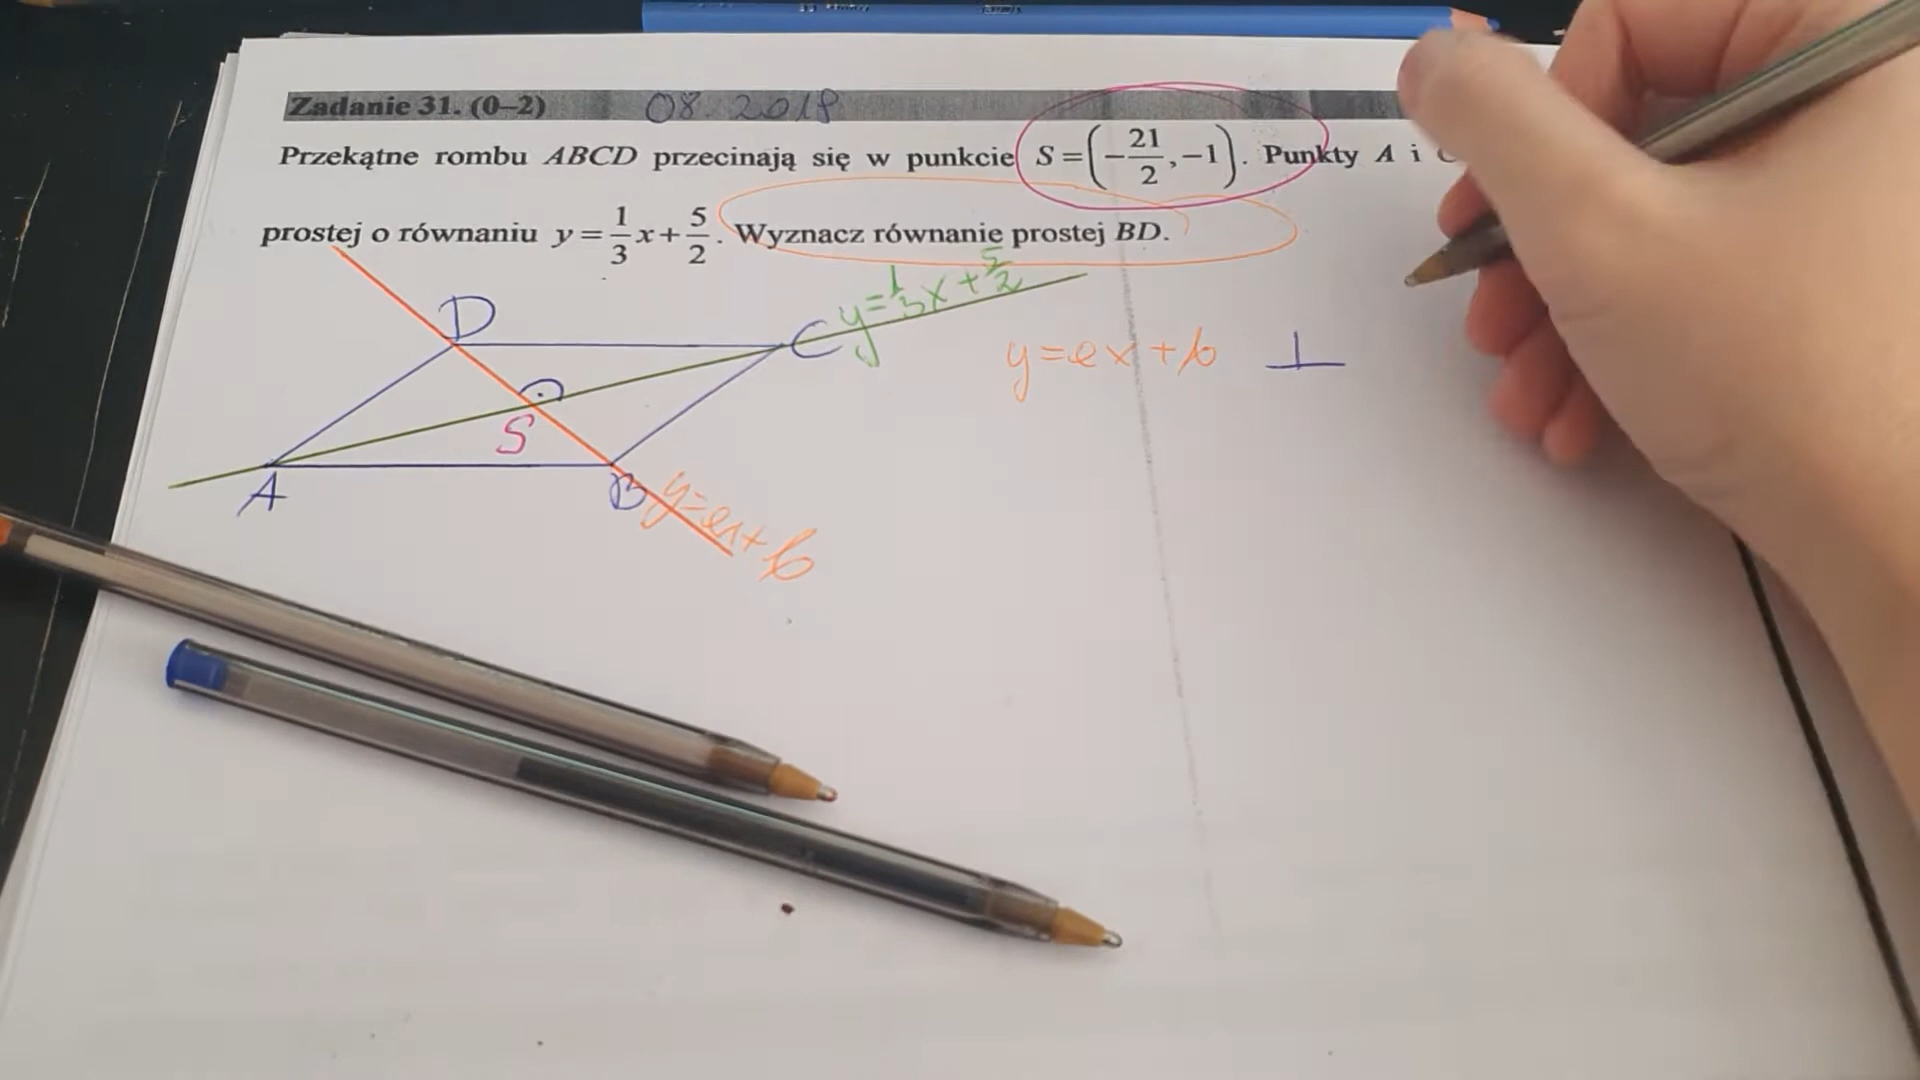 Zadanie 31. (0–2) 08.2018
Przekątne rombu ABCD przecinają się w punkcie S=(-21/2,-1). Punkty A i C
prostej o równaniu y=1/3x+5/2. Wyznacz równanie prostej BD.
y=1/3x+5/2
D
C
y=ax+b ⊥
S
A
B
y=ax+b